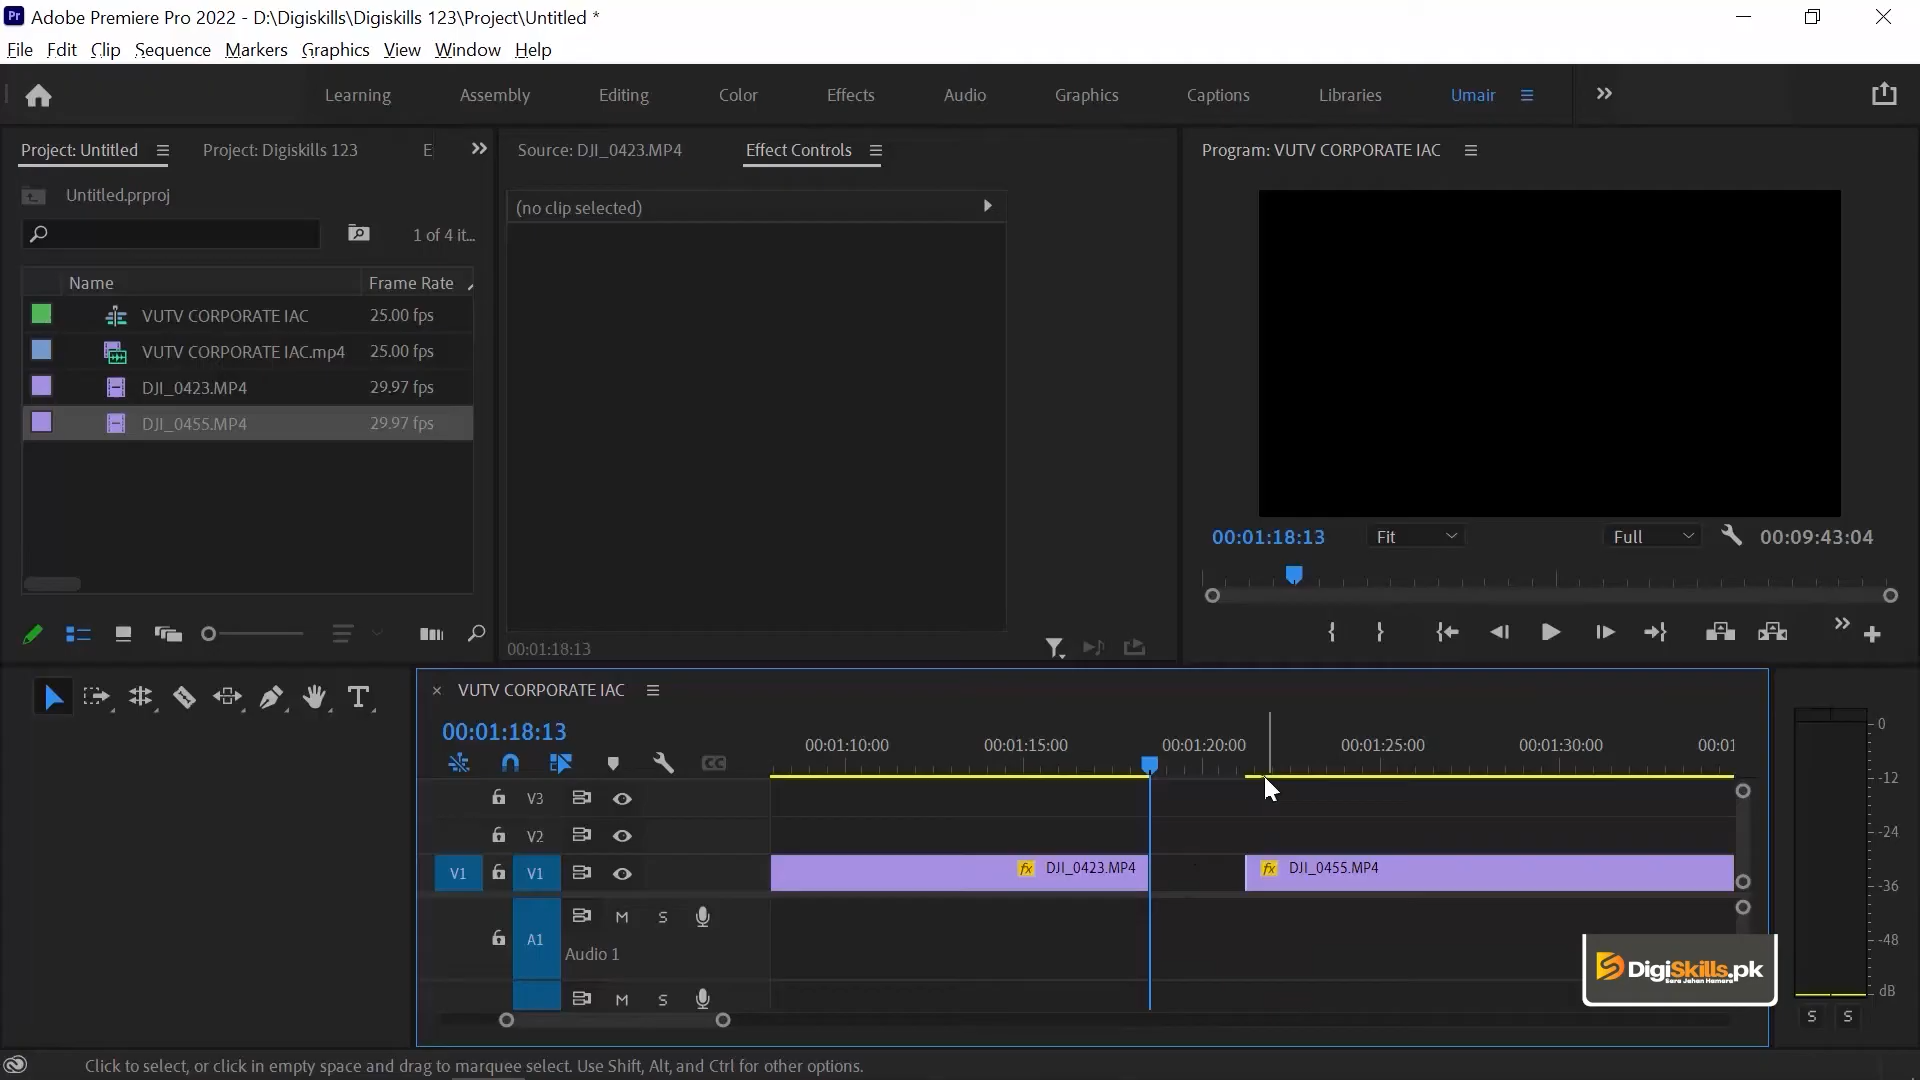 Pr Adobe Premiere Pro 2022 - D:\Digiskills\Digiskills 123\Project\Untitled *
File Edit Clip Sequence Markers Graphics View Window Help
Learning Assembly Editing Color Effects Audio Graphics Captions Libraries Umair
Project: Untitled Project: Digiskills 123 E
Source: DJI_0423.MP4 Effect Controls
Program: VUTV CORPORATE IAC
Untitled.prproj
(no clip selected)
1 of 4 it...
Name Frame Rate
VUTV CORPORATE IAC 25.00 fps
VUTV CORPORATE IAC.mp4 25.00 fps
DJI_0423.MP4 29.97 fps
DJI_0455.MP4 29.97 fps
00:01:18:13 Fit Full 00:09:43:04
00:01:18:13
VUTV CORPORATE IAC
00:01:18:13
00:01:10:00 00:01:15:00 00:01:20:00 00:01:25:00 00:01:30:00 00:01
CC
V3
V2
V1 V1 fx DJI_0423.MP4 fx DJI_0455.MP4
M S
A1
Audio 1
M S
0
-12
-24
-36
-48
dB
S S
DigiSkills.pk
Sara Jahan Hamara
Click to select, or click in empty space and drag to marquee select. Use Shift, Alt, and Ctrl for other options.